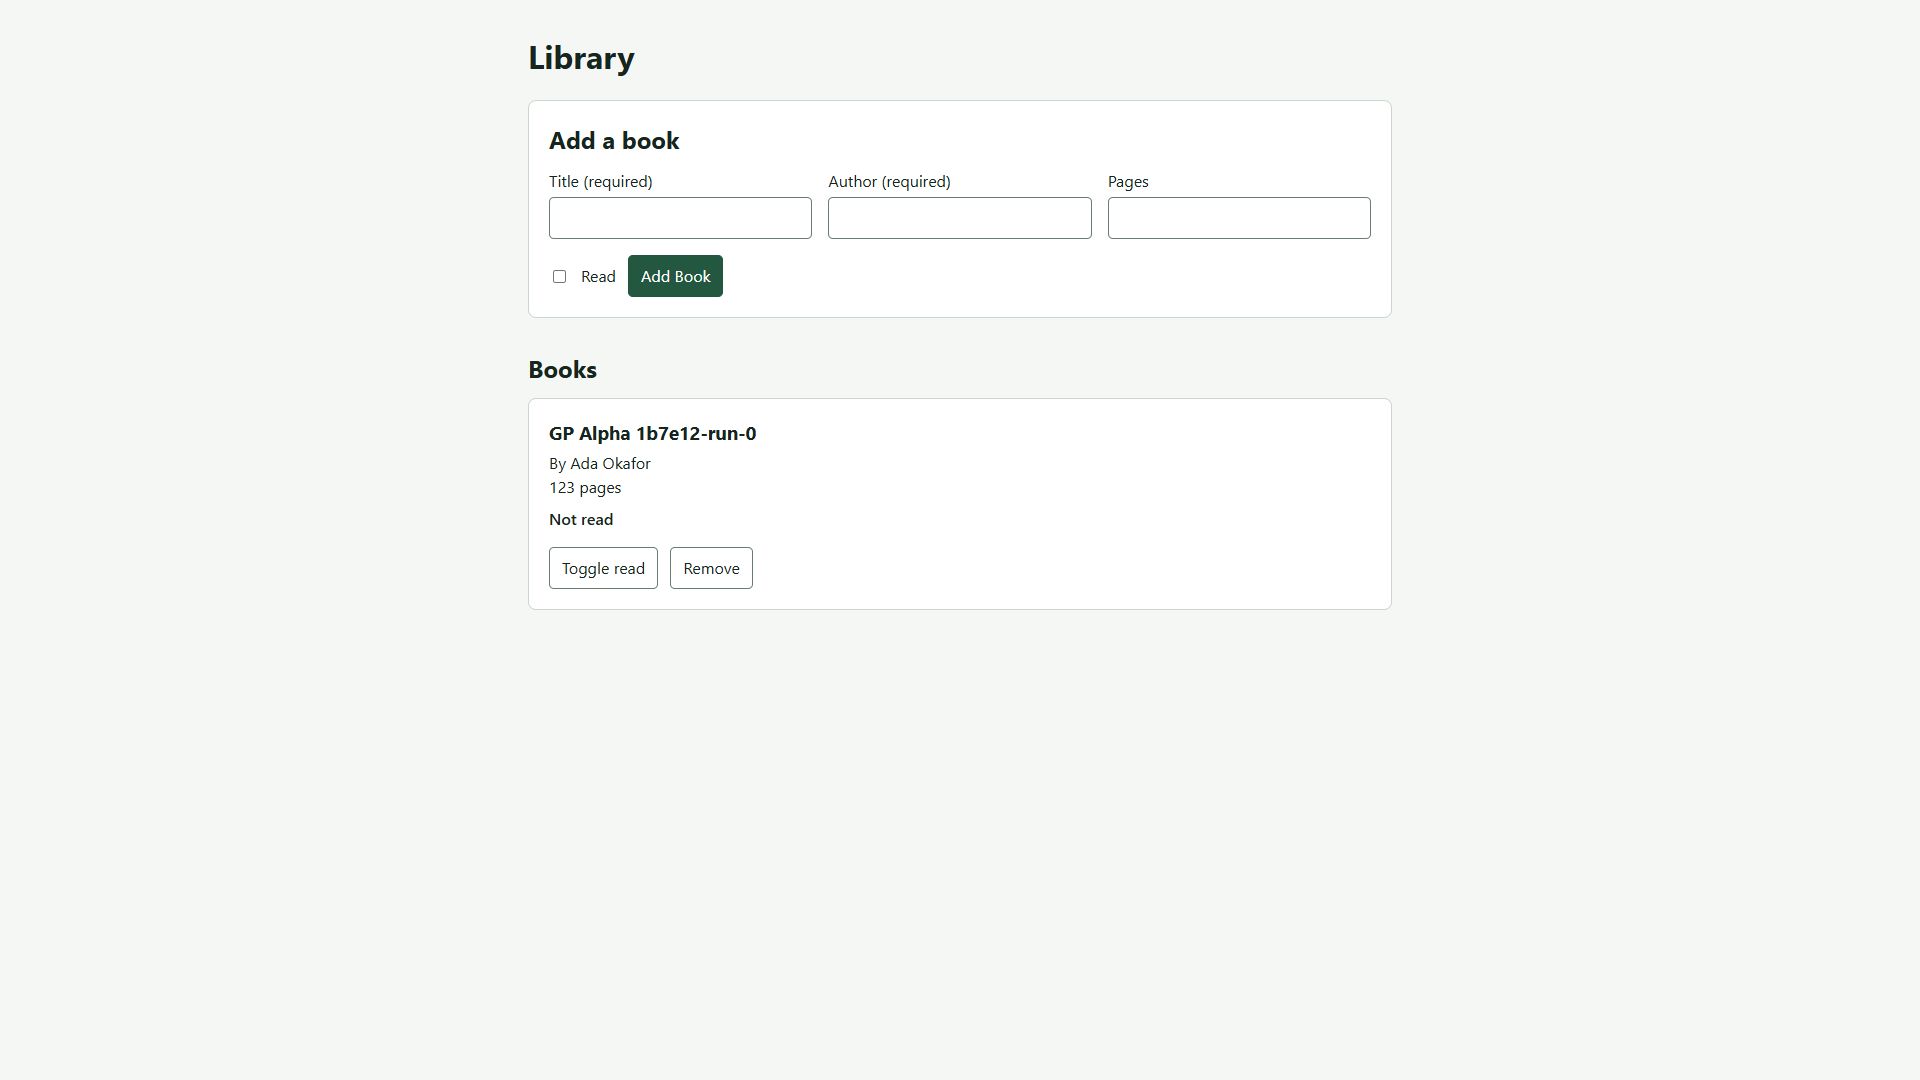 Library
Add a book
Title (required)
Author (required)
Pages
Read
Add Book
Books
GP Alpha 1b7e12-run-0
By Ada Okafor
123 pages
Not read
Toggle read
Remove